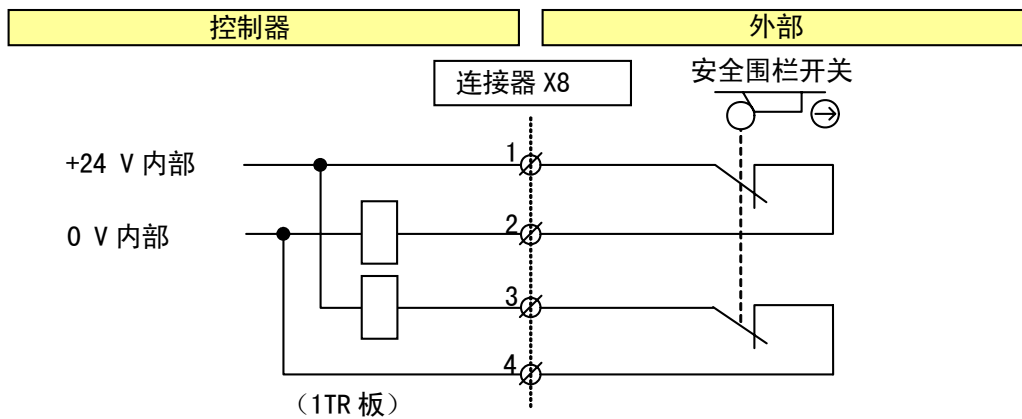 控制器
外部
连接器 X8
安全围栏开关
+24 V 内部
1
0 V 内部
2
3
4
（1TR 板）